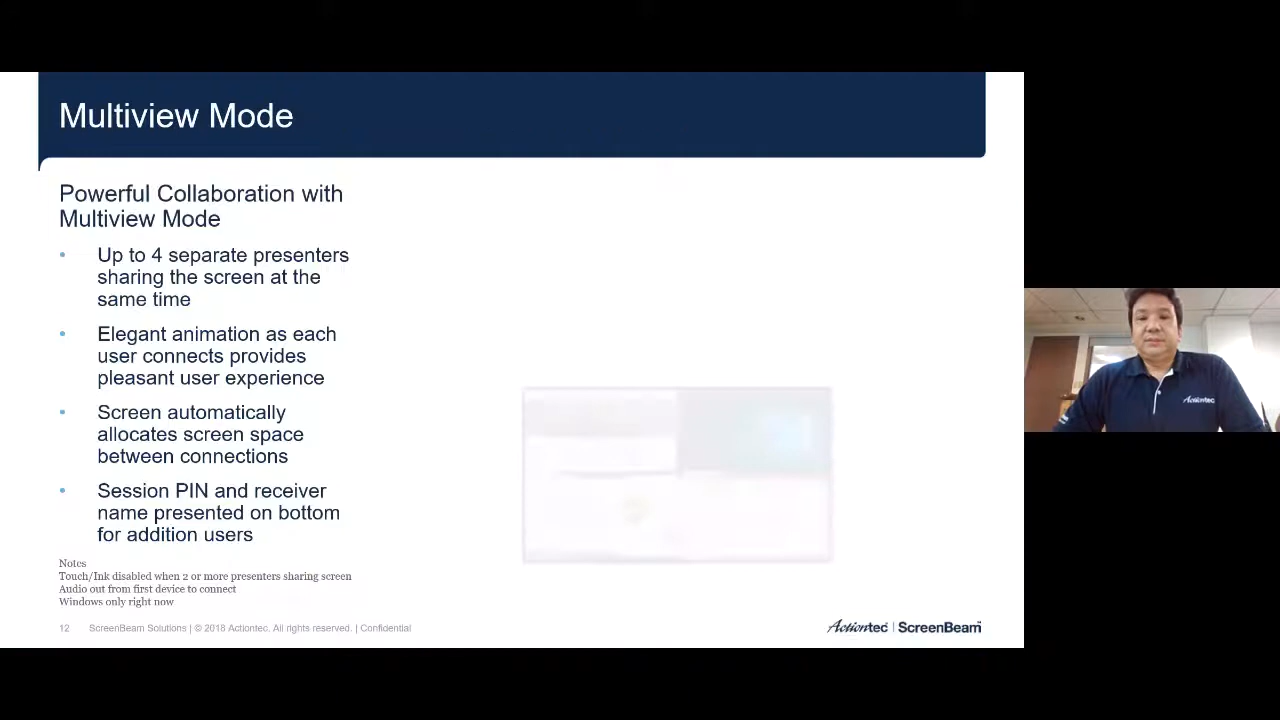 Multiview Mode
Powerful Collaboration with
Multiview Mode
• Up to 4 separate presenters
sharing the screen at the
same time
• Elegant animation as each
user connects provides
pleasant user experience
• Screen automatically
allocates screen space
between connections
• Session PIN and receiver
name presented on bottom
for addition users
Notes
Touch/Ink disabled when 2 or more presenters sharing screen
Audio out from first device to connect
Windows only right now
12 ScreenBeam Solutions | © 2018 Actiontec. All rights reserved. | Confidential
Actiontec | ScreenBeam
Actiontec